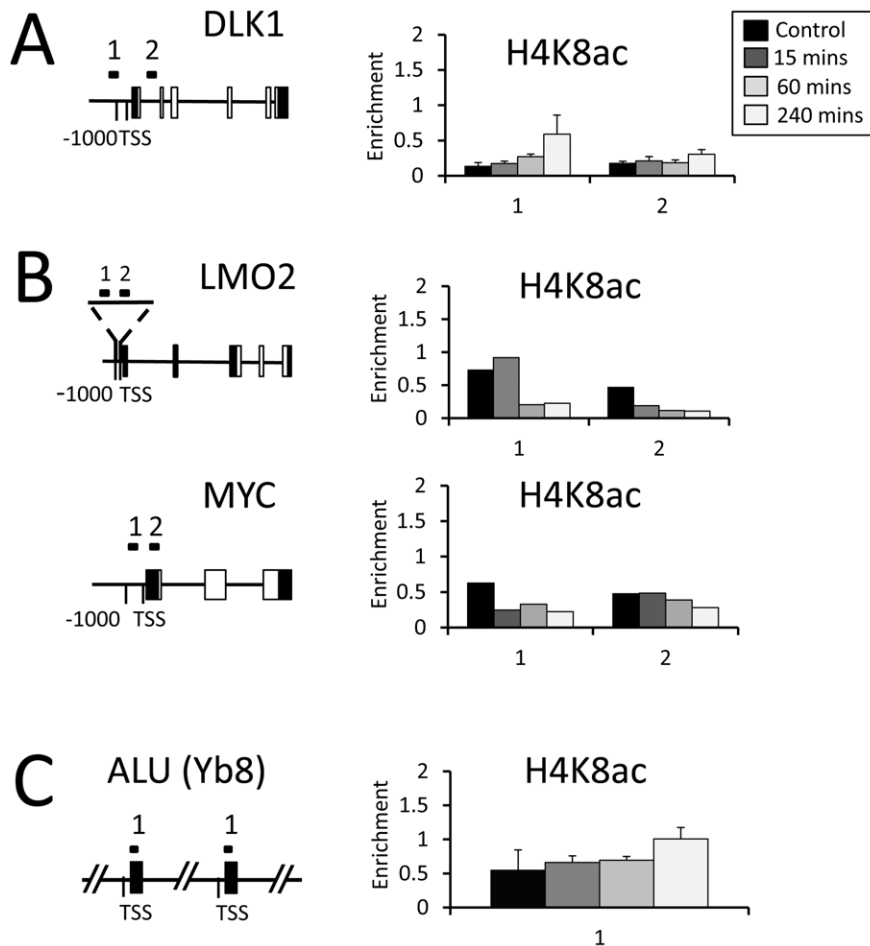 A
DLK1
1 2
-1000TSS
H4K8ac
Enrichment
2
1.5
1
0.5
0
1 2
Control
15 mins
60 mins
240 mins
B
LMO2
1 2
-1000 TSS
H4K8ac
Enrichment
2
1.5
1
0.5
0
1 2
MYC
1 2
-1000 TSS
H4K8ac
Enrichment
2
1.5
1
0.5
0
1 2
C
ALU (Yb8)
1 1
TSS TSS
H4K8ac
Enrichment
2
1.5
1
0.5
0
1